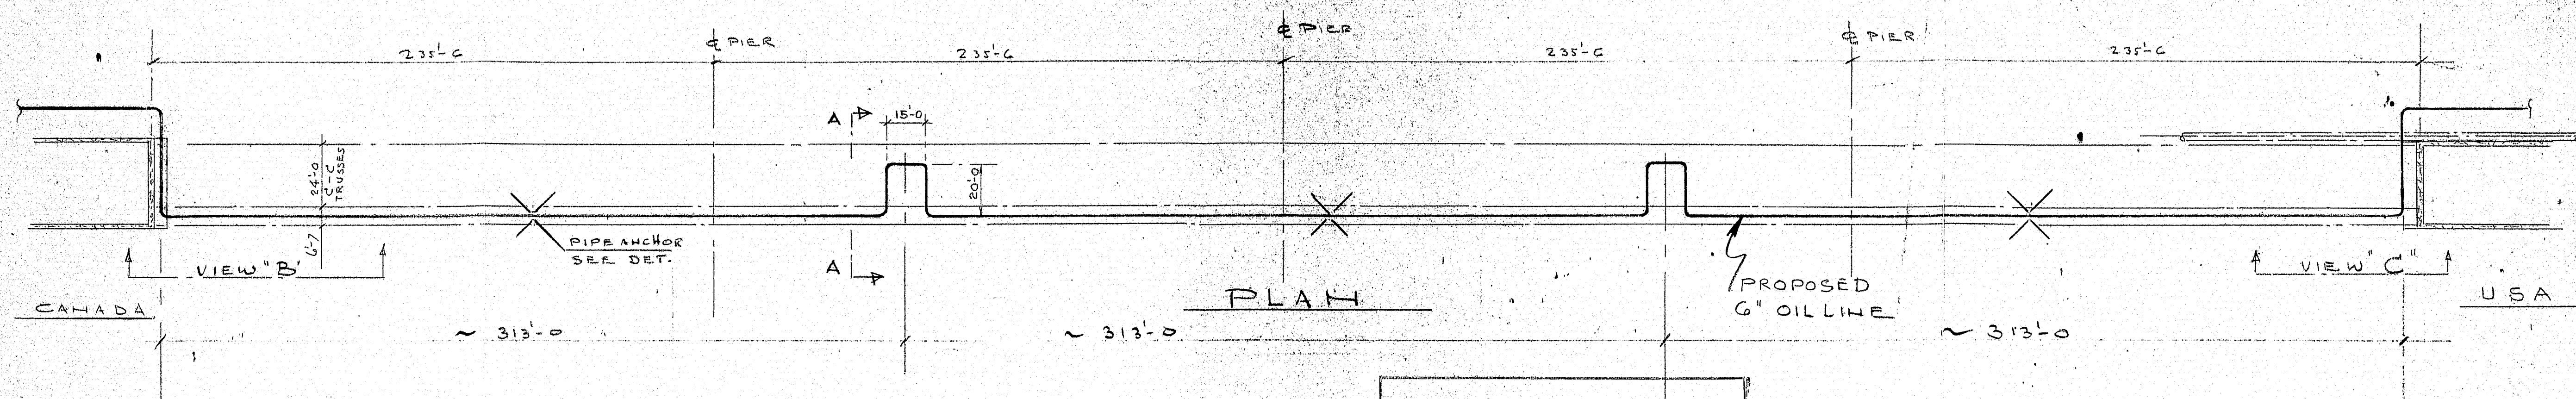 ℄ PIER
℄ PIER
℄ PIER
235'-6
235'-6
235'-6
235'-6
A
15'-0
24'-0
C-C
TRUSSES
20'-0
6'-7
PIPE ANCHOR
SEE DET.
VIEW "B"
A
VIEW "C"
CANADA
PLAN
PROPOSED
6" OIL LINE
USA
~ 313'-0
~ 313'-0
~ 313'-0